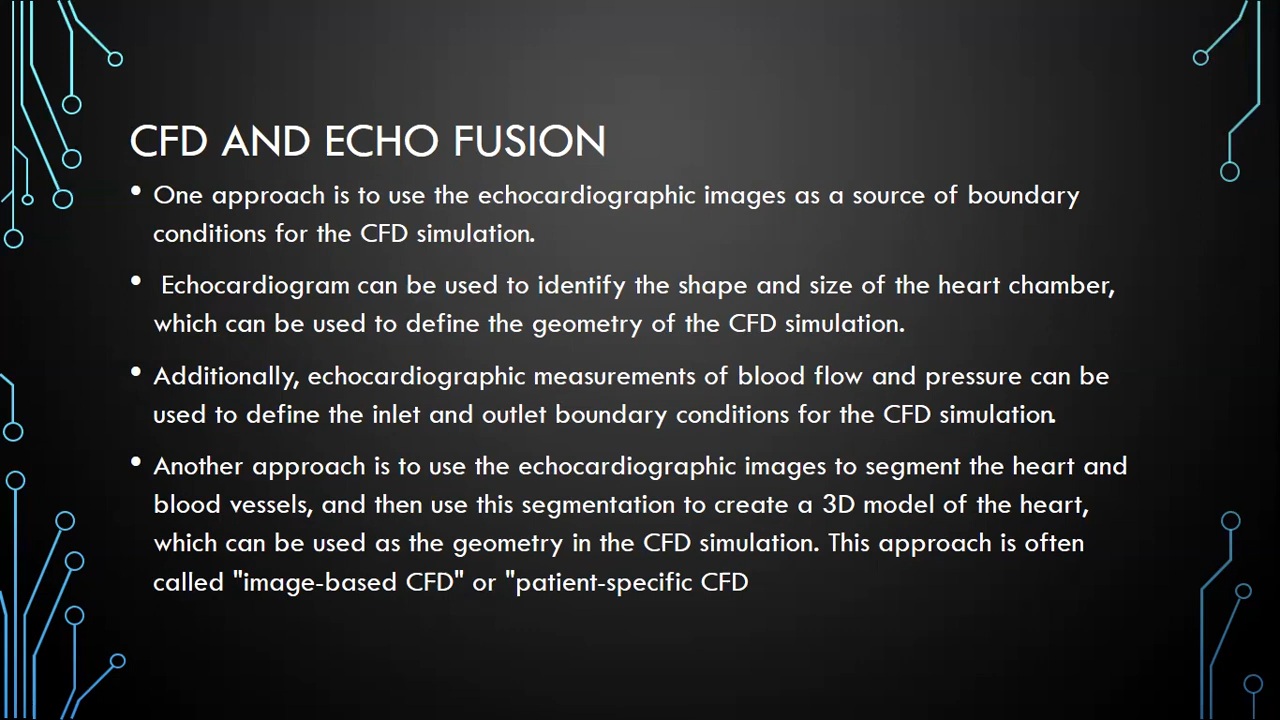 CFD AND ECHO FUSION
• One approach is to use the echocardiographic images as a source of boundary
conditions for the CFD simulation.
• Echocardiogram can be used to identify the shape and size of the heart chamber,
which can be used to define the geometry of the CFD simulation.
• Additionally, echocardiographic measurements of blood flow and pressure can be
used to define the inlet and outlet boundary conditions for the CFD simulation.
• Another approach is to use the echocardiographic images to segment the heart and
blood vessels, and then use this segmentation to create a 3D model of the heart,
which can be used as the geometry in the CFD simulation. This approach is often
called "image-based CFD" or "patient-specific CFD